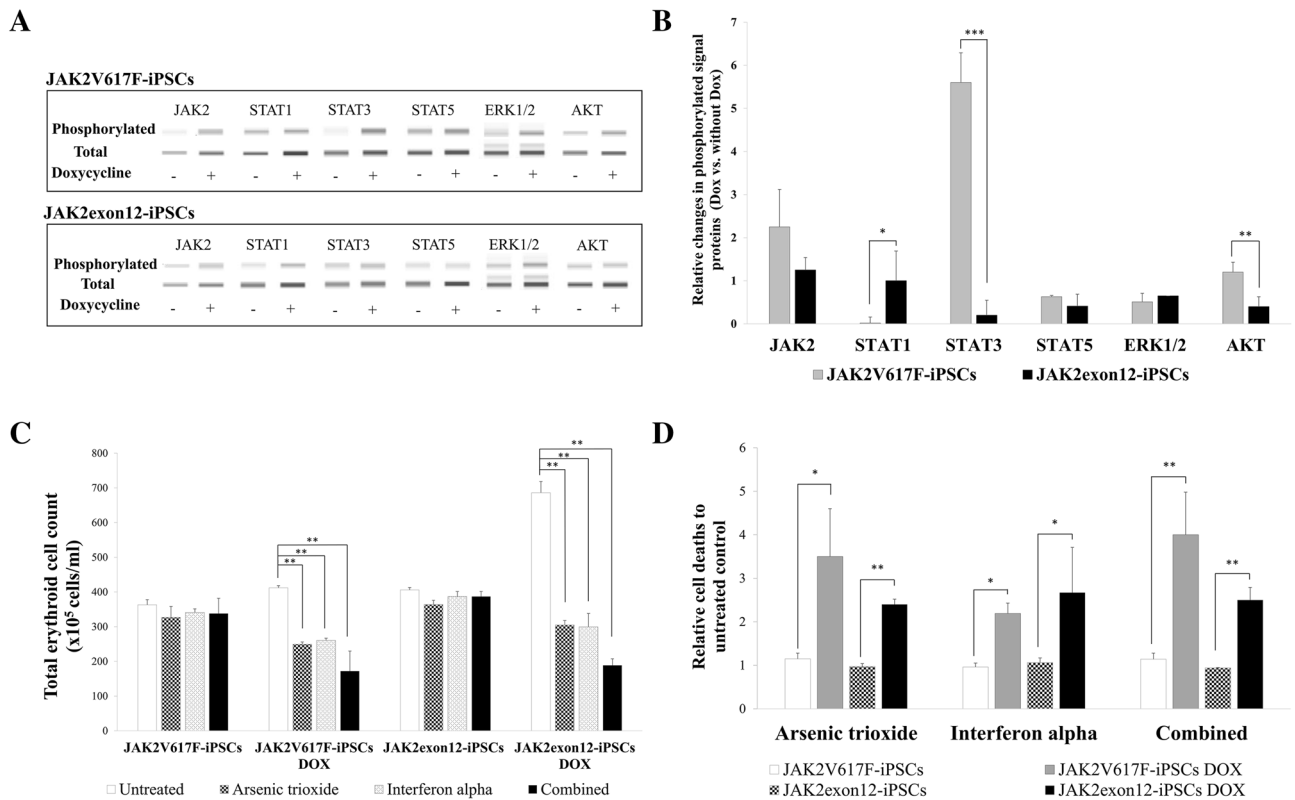 A
JAK2V617F-iPSCs
JAK2 STAT1 STAT3 STAT5 ERK1/2 AKT
Phosphorylated
Total
Doxycycline - + - + - + - + - + - +
JAK2exon12-iPSCs
JAK2 STAT1 STAT3 STAT5 ERK1/2 AKT
Phosphorylated
Total
Doxycycline - + - + - + - + - + - +
B
Relative changes in phosphorylated signal
proteins (Dox vs. without Dox)
7
6
5
4
3
2
1
0
***
*
**
JAK2 STAT1 STAT3 STAT5 ERK1/2 AKT
JAK2V617F-iPSCs JAK2exon12-iPSCs
C
Total erythroid cell count
(x10⁵ cells/ml)
800
700
600
500
400
300
200
100
0
**
**
**
**
**
**
JAK2V617F-iPSCs JAK2V617F-iPSCs JAK2exon12-iPSCs JAK2exon12-iPSCs
DOX DOX
Untreated Arsenic trioxide Interferon alpha Combined
D
Relative cell deaths to
untreated control
6
5
4
3
2
1
0
*
**
*
*
**
**
Arsenic trioxide Interferon alpha Combined
JAK2V617F-iPSCs JAK2V617F-iPSCs DOX
JAK2exon12-iPSCs JAK2exon12-iPSCs DOX